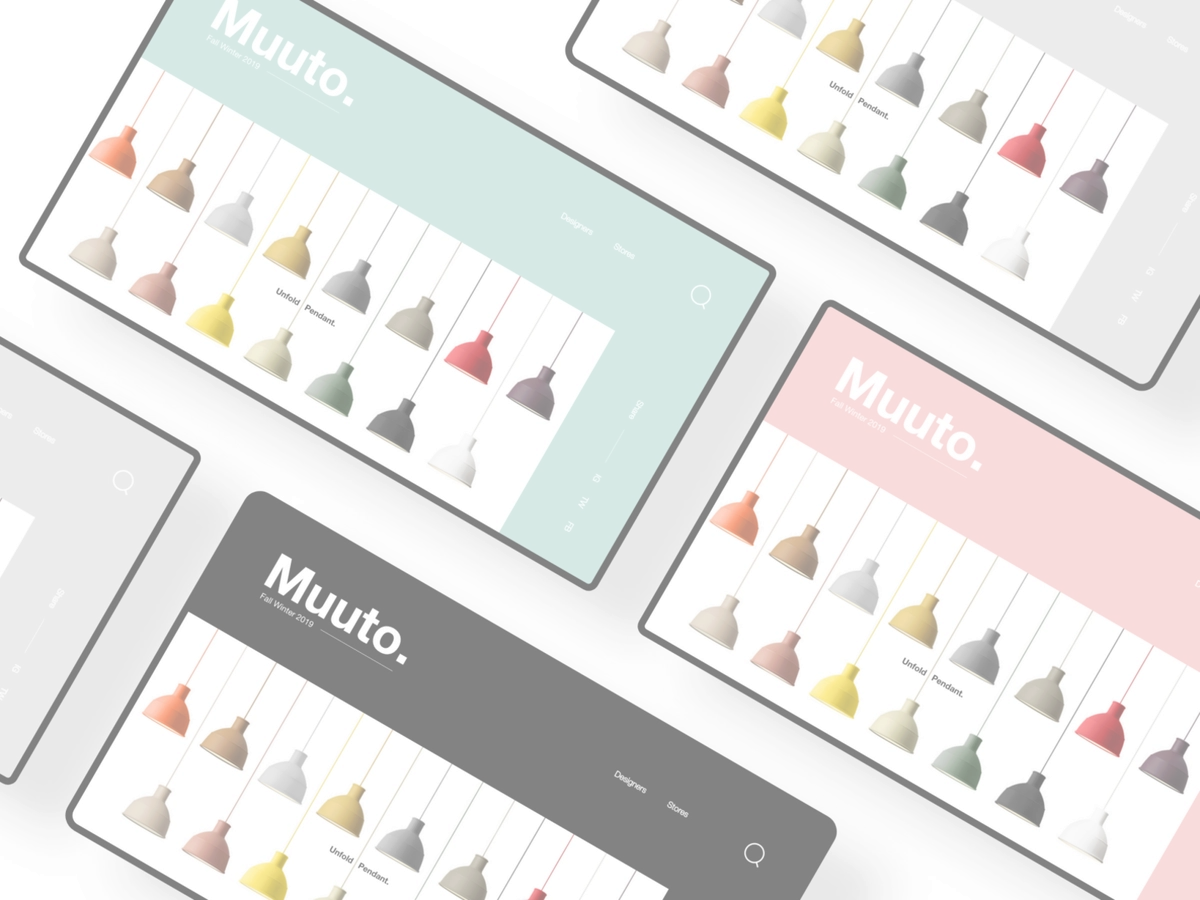 Muuto.
Fall Winter 2019
Designers
Stores
Unfold Pendant.
Share
IG
TW
FB
Designers
Stores
Unfold Pendant.
Share
IG
TW
FB
Muuto.
Fall Winter 2019
Unfold Pendant.
Stores
Share
IG
TW
Muuto.
Fall Winter 2019
Designers
Stores
Unfold Pendant.